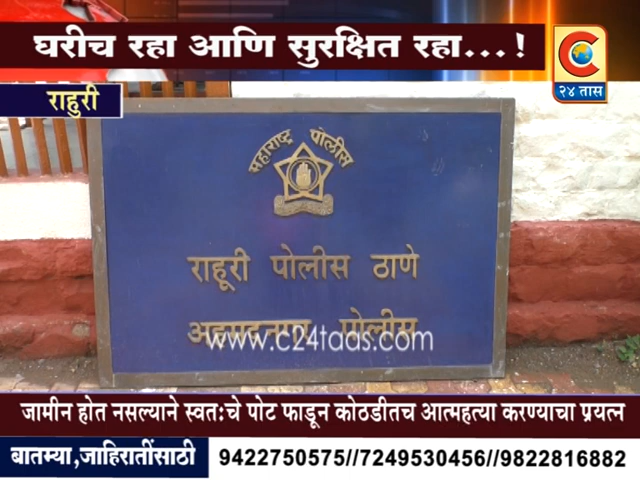 घरीच रहा आणि सुरक्षित रहा...!
C
२४ तास
राहुरी
महाराष्ट्र पोलीस
राहूरी पोलीस ठाणे
अहमदनगर पोलीस
www.c24taas.com
जामीन होत नसल्याने स्वतःचे पोट फाडून कोठडीतच आत्महत्या करण्याचा प्रयत्न
बातम्या,जाहिरातींसाठी
9422750575//7249530456//9822816882